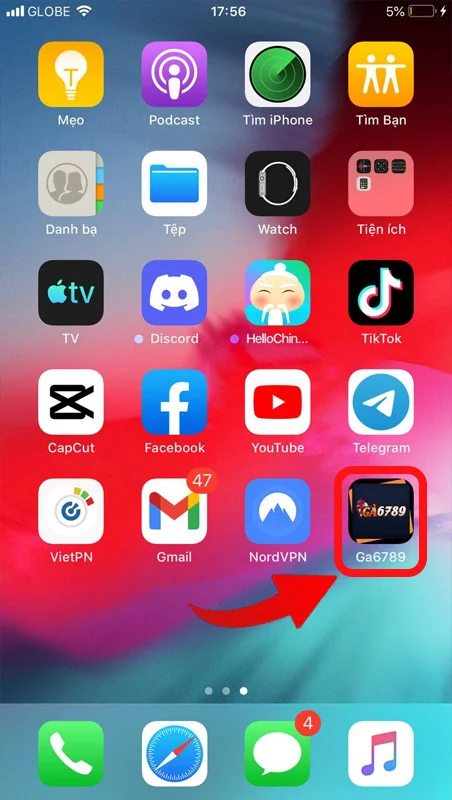 GLOBE 17:56 5%
Mẹo Podcast Tìm iPhone Tìm Bạn
Danh bạ Tệp Watch Tiện ích
tv
TV Discord HelloChin... TikTok
CapCut Facebook YouTube Telegram
47
GÀ6789
VietPN Gmail NordVPN Ga6789
4